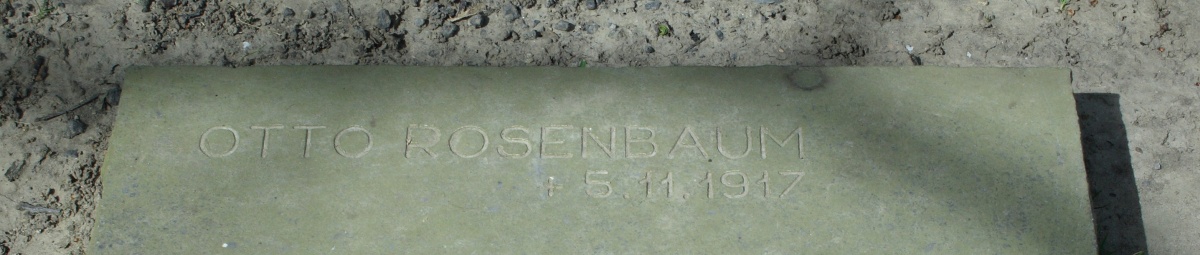 OTTO ROSENBAUM
† 5.11.1917